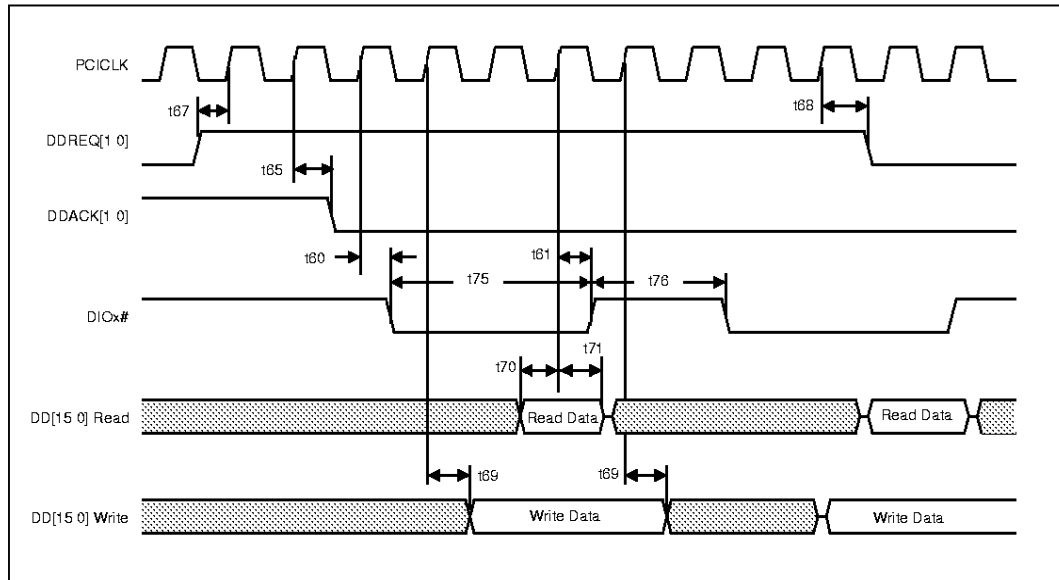 PCICLK
t67
t68
DDREQ[1 0]
t65
DDACK[1 0]
t60
t61
t75
t76
DIOx#
t70
t71
DD[15 0] Read
Read Data
Read Data
t69
t69
DD[15 0] Write
Write Data
Write Data